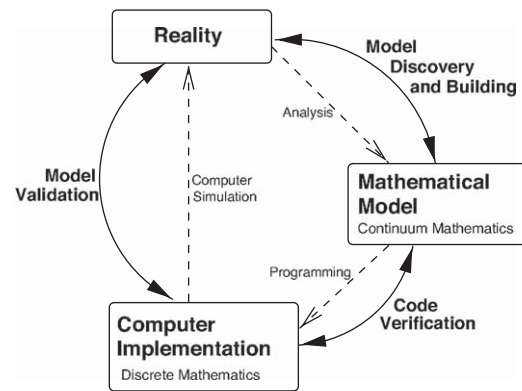 Reality
Model
Discovery
and Building
Analysis
Model
Validation
Computer
Simulation
Mathematical
Model
Continuum Mathematics
Programming
Code
Verification
Computer
Implementation
Discrete Mathematics